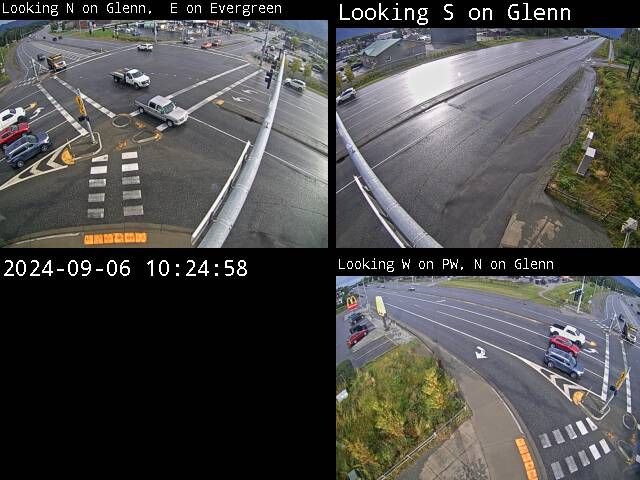 Looking N on Glenn, E on Evergreen
Looking S on Glenn
2024-09-06 10:24:58
Looking W on PW, N on Glenn